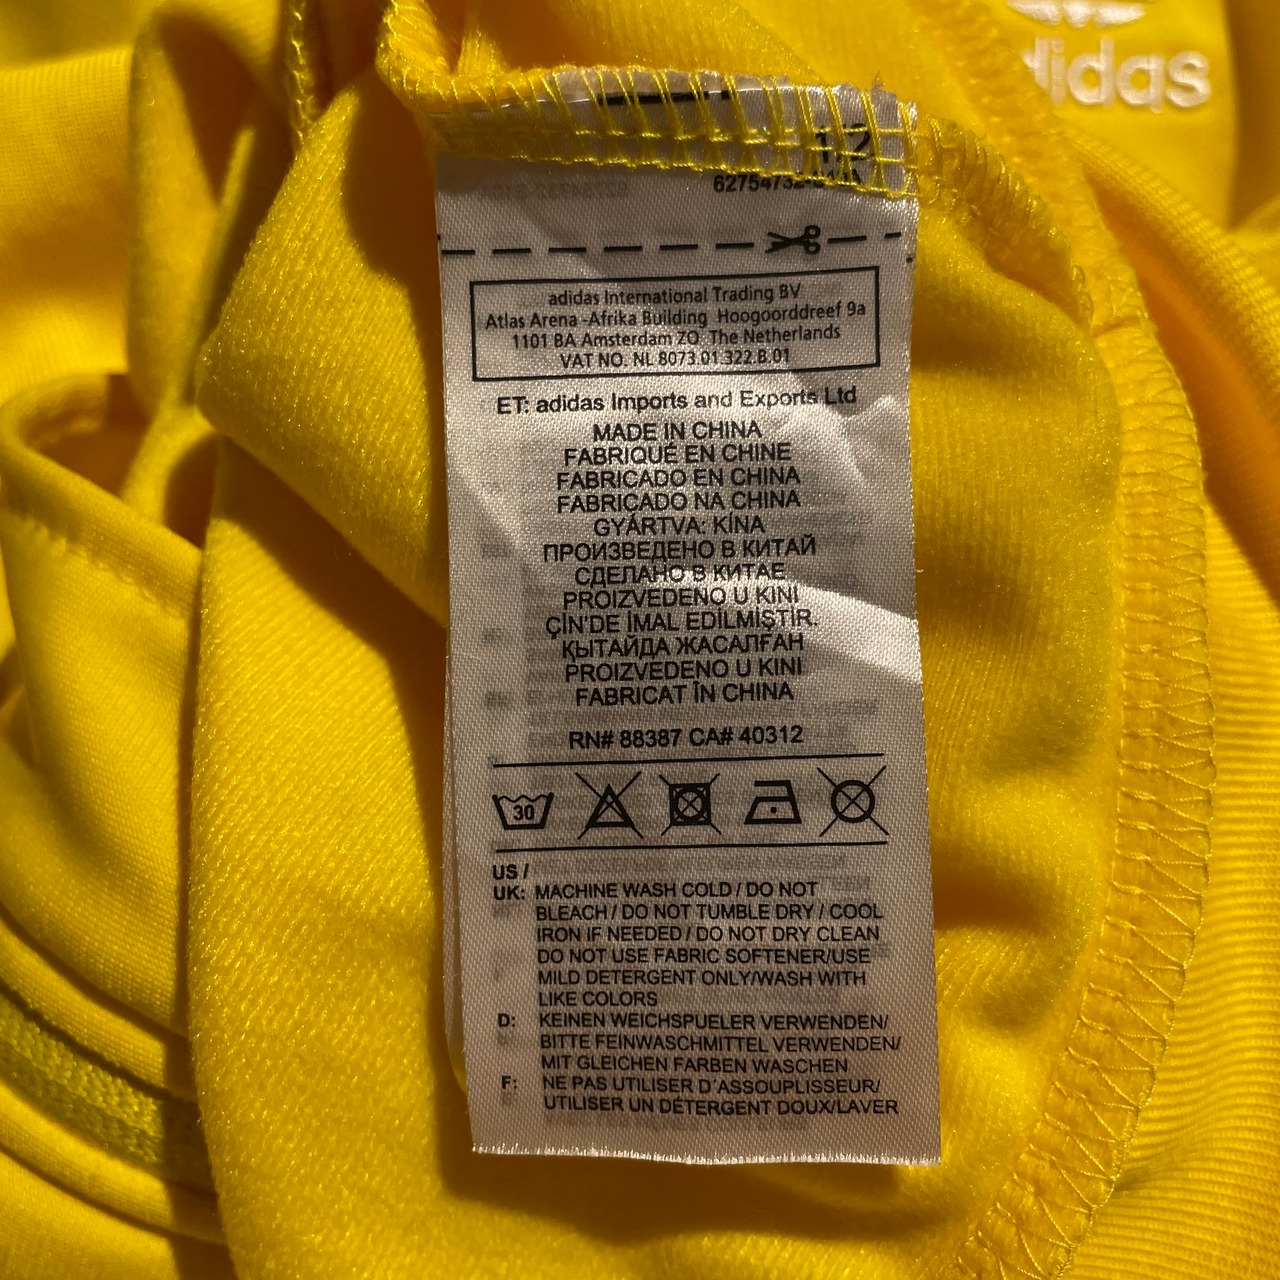 adidas
12
62754732
adidas International Trading BV
Atlas Arena -Afrika Building Hoogoorddreef 9a
1101 BA Amsterdam ZO The Netherlands
VAT NO. NL 8073.01.322.B.01
ET: adidas Imports and Exports Ltd
MADE IN CHINA
FABRIQUÉ EN CHINE
FABRICADO EN CHINA
FABRICADO NA CHINA
GYÁRTVA: KÍNA
ПРОИЗВЕДЕНО В КИТАЙ
СДЕЛАНО В КИТАЕ
PROIZVEDENO U KINI
ÇİN'DE İMAL EDİLMİŞTİR.
ҚЫТАЙДА ЖАСАЛҒАН
PROIZVEDENO U KINI
FABRICAT ÎN CHINA
RN# 88387 CA# 40312
30
US /
UK: MACHINE WASH COLD / DO NOT
BLEACH / DO NOT TUMBLE DRY / COOL
IRON IF NEEDED / DO NOT DRY CLEAN
DO NOT USE FABRIC SOFTENER/USE
MILD DETERGENT ONLY/WASH WITH
LIKE COLORS
D: KEINEN WEICHSPUELER VERWENDEN/
BITTE FEINWASCHMITTEL VERWENDEN/
MIT GLEICHEN FARBEN WASCHEN
F: NE PAS UTILISER D´ASSOUPLISSEUR/
UTILISER UN DÉTERGENT DOUX/LAVER